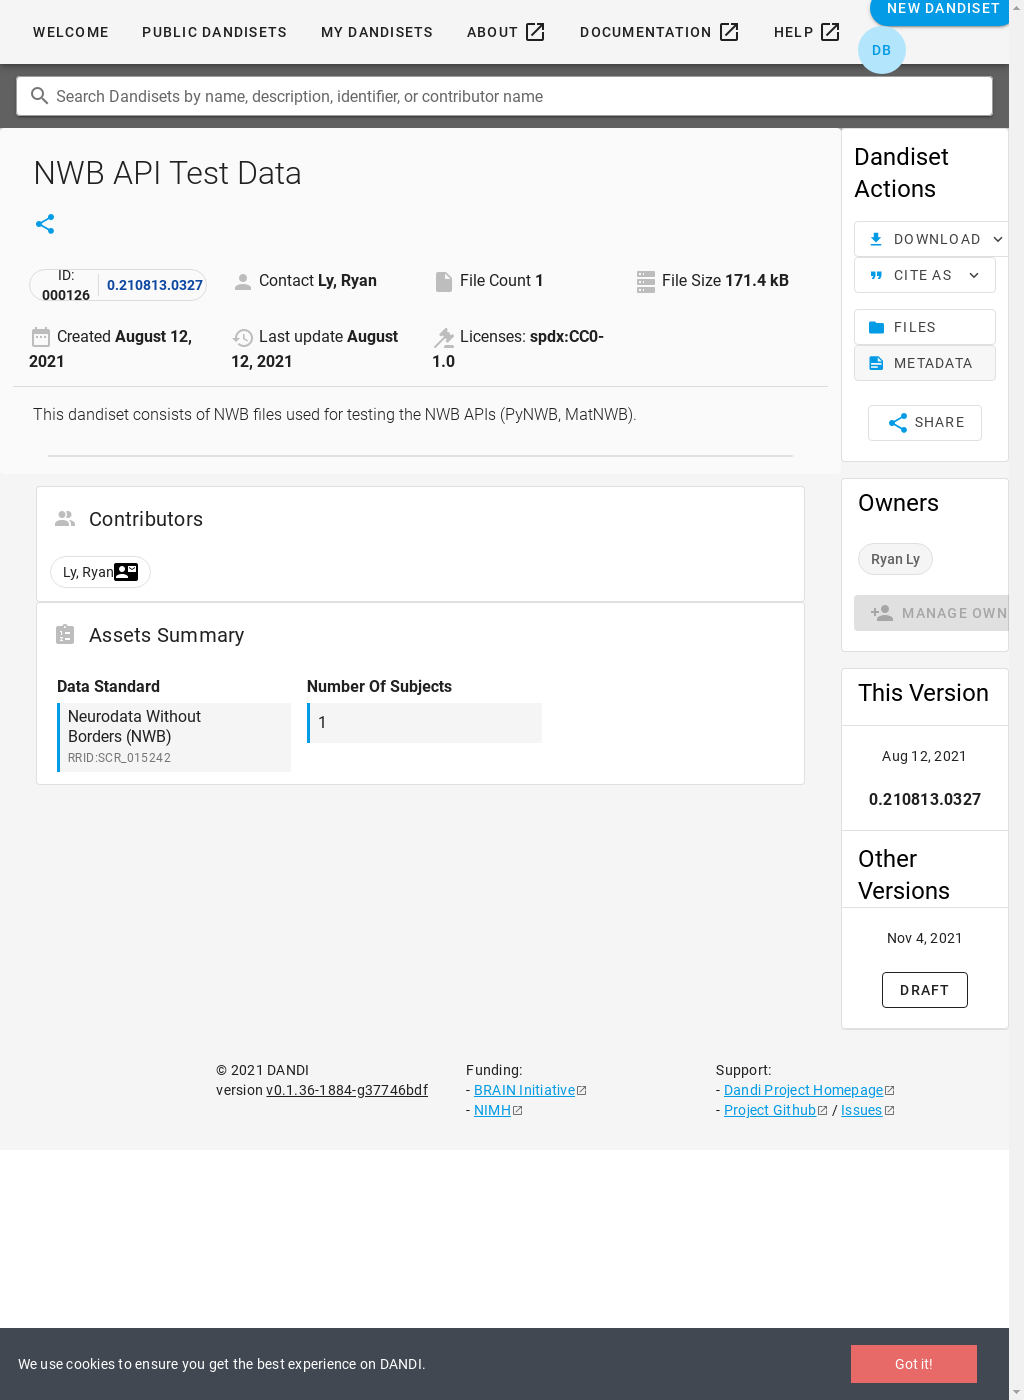 WELCOME PUBLIC DANDISETS MY DANDISETS ABOUT DOCUMENTATION HELP NEW DANDISET
DB
Search Dandisets by name, description, identifier, or contributor name
NWB API Test Data
ID: 000126 0.210813.0327
Contact Ly, Ryan
File Count 1
File Size 171.4 kB
Created August 12, 2021
Last update August 12, 2021
Licenses: spdx:CC0-1.0
This dandiset consists of NWB files used for testing the NWB APIs (PyNWB, MatNWB).
Contributors
Ly, Ryan
Assets Summary
Data Standard
Neurodata Without
Borders (NWB)
RRID:SCR_015242
Number Of Subjects
1
Dandiset
Actions
DOWNLOAD
CITE AS
FILES
METADATA
SHARE
Owners
Ryan Ly
MANAGE OWN
This Version
Aug 12, 2021
0.210813.0327
Other
Versions
Nov 4, 2021
DRAFT
© 2021 DANDI
version v0.1.36-1884-g37746bdf
Funding:
- BRAIN Initiative
- NIMH
Support:
- Dandi Project Homepage
- Project Github / Issues
We use cookies to ensure you get the best experience on DANDI.
Got it!